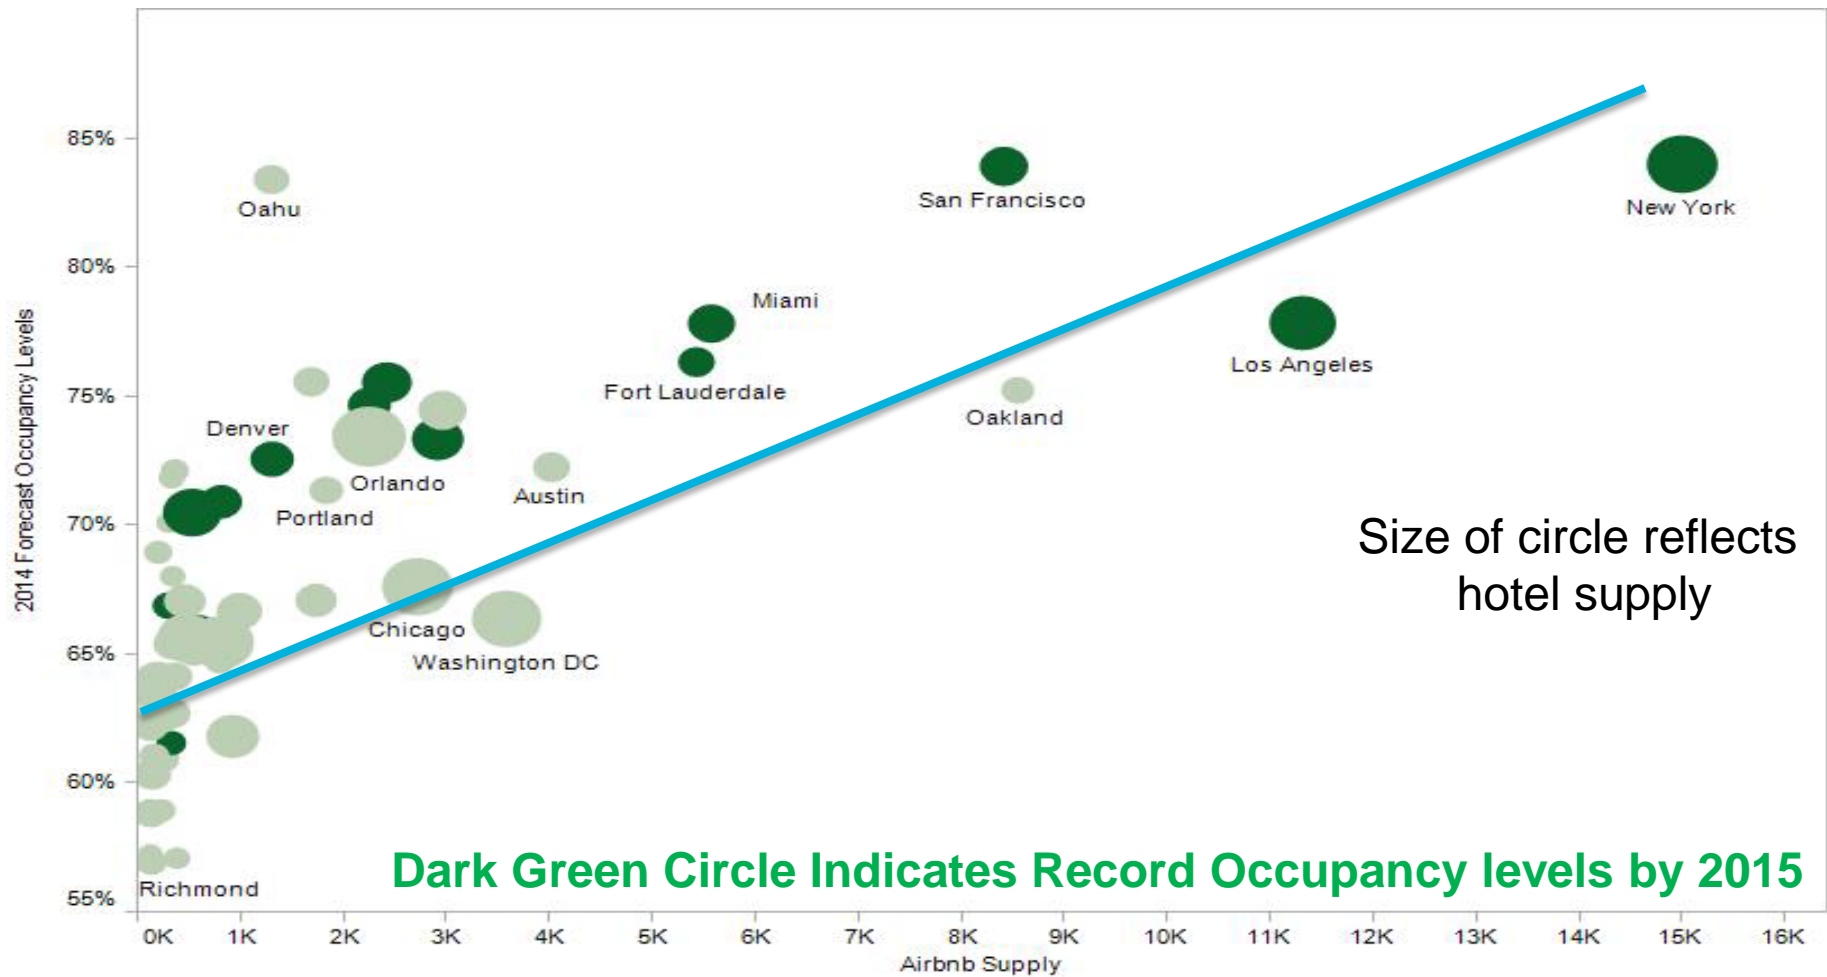 85%
Oahu
San Francisco
New York
80%
Miami
Los Angeles
Fort Lauderdale
75%
Oakland
Denver
Orlando
Austin
Portland
70%
Size of circle reflects
hotel supply
Chicago
65%
Washington DC
60%
Dark Green Circle Indicates Record Occupancy levels by 2015
Richmond
55%
2014 Forecast Occupancy Levels
0K 1K 2K 3K 4K 5K 6K 7K 8K 9K 10K 11K 12K 13K 14K 15K 16K
Airbnb Supply